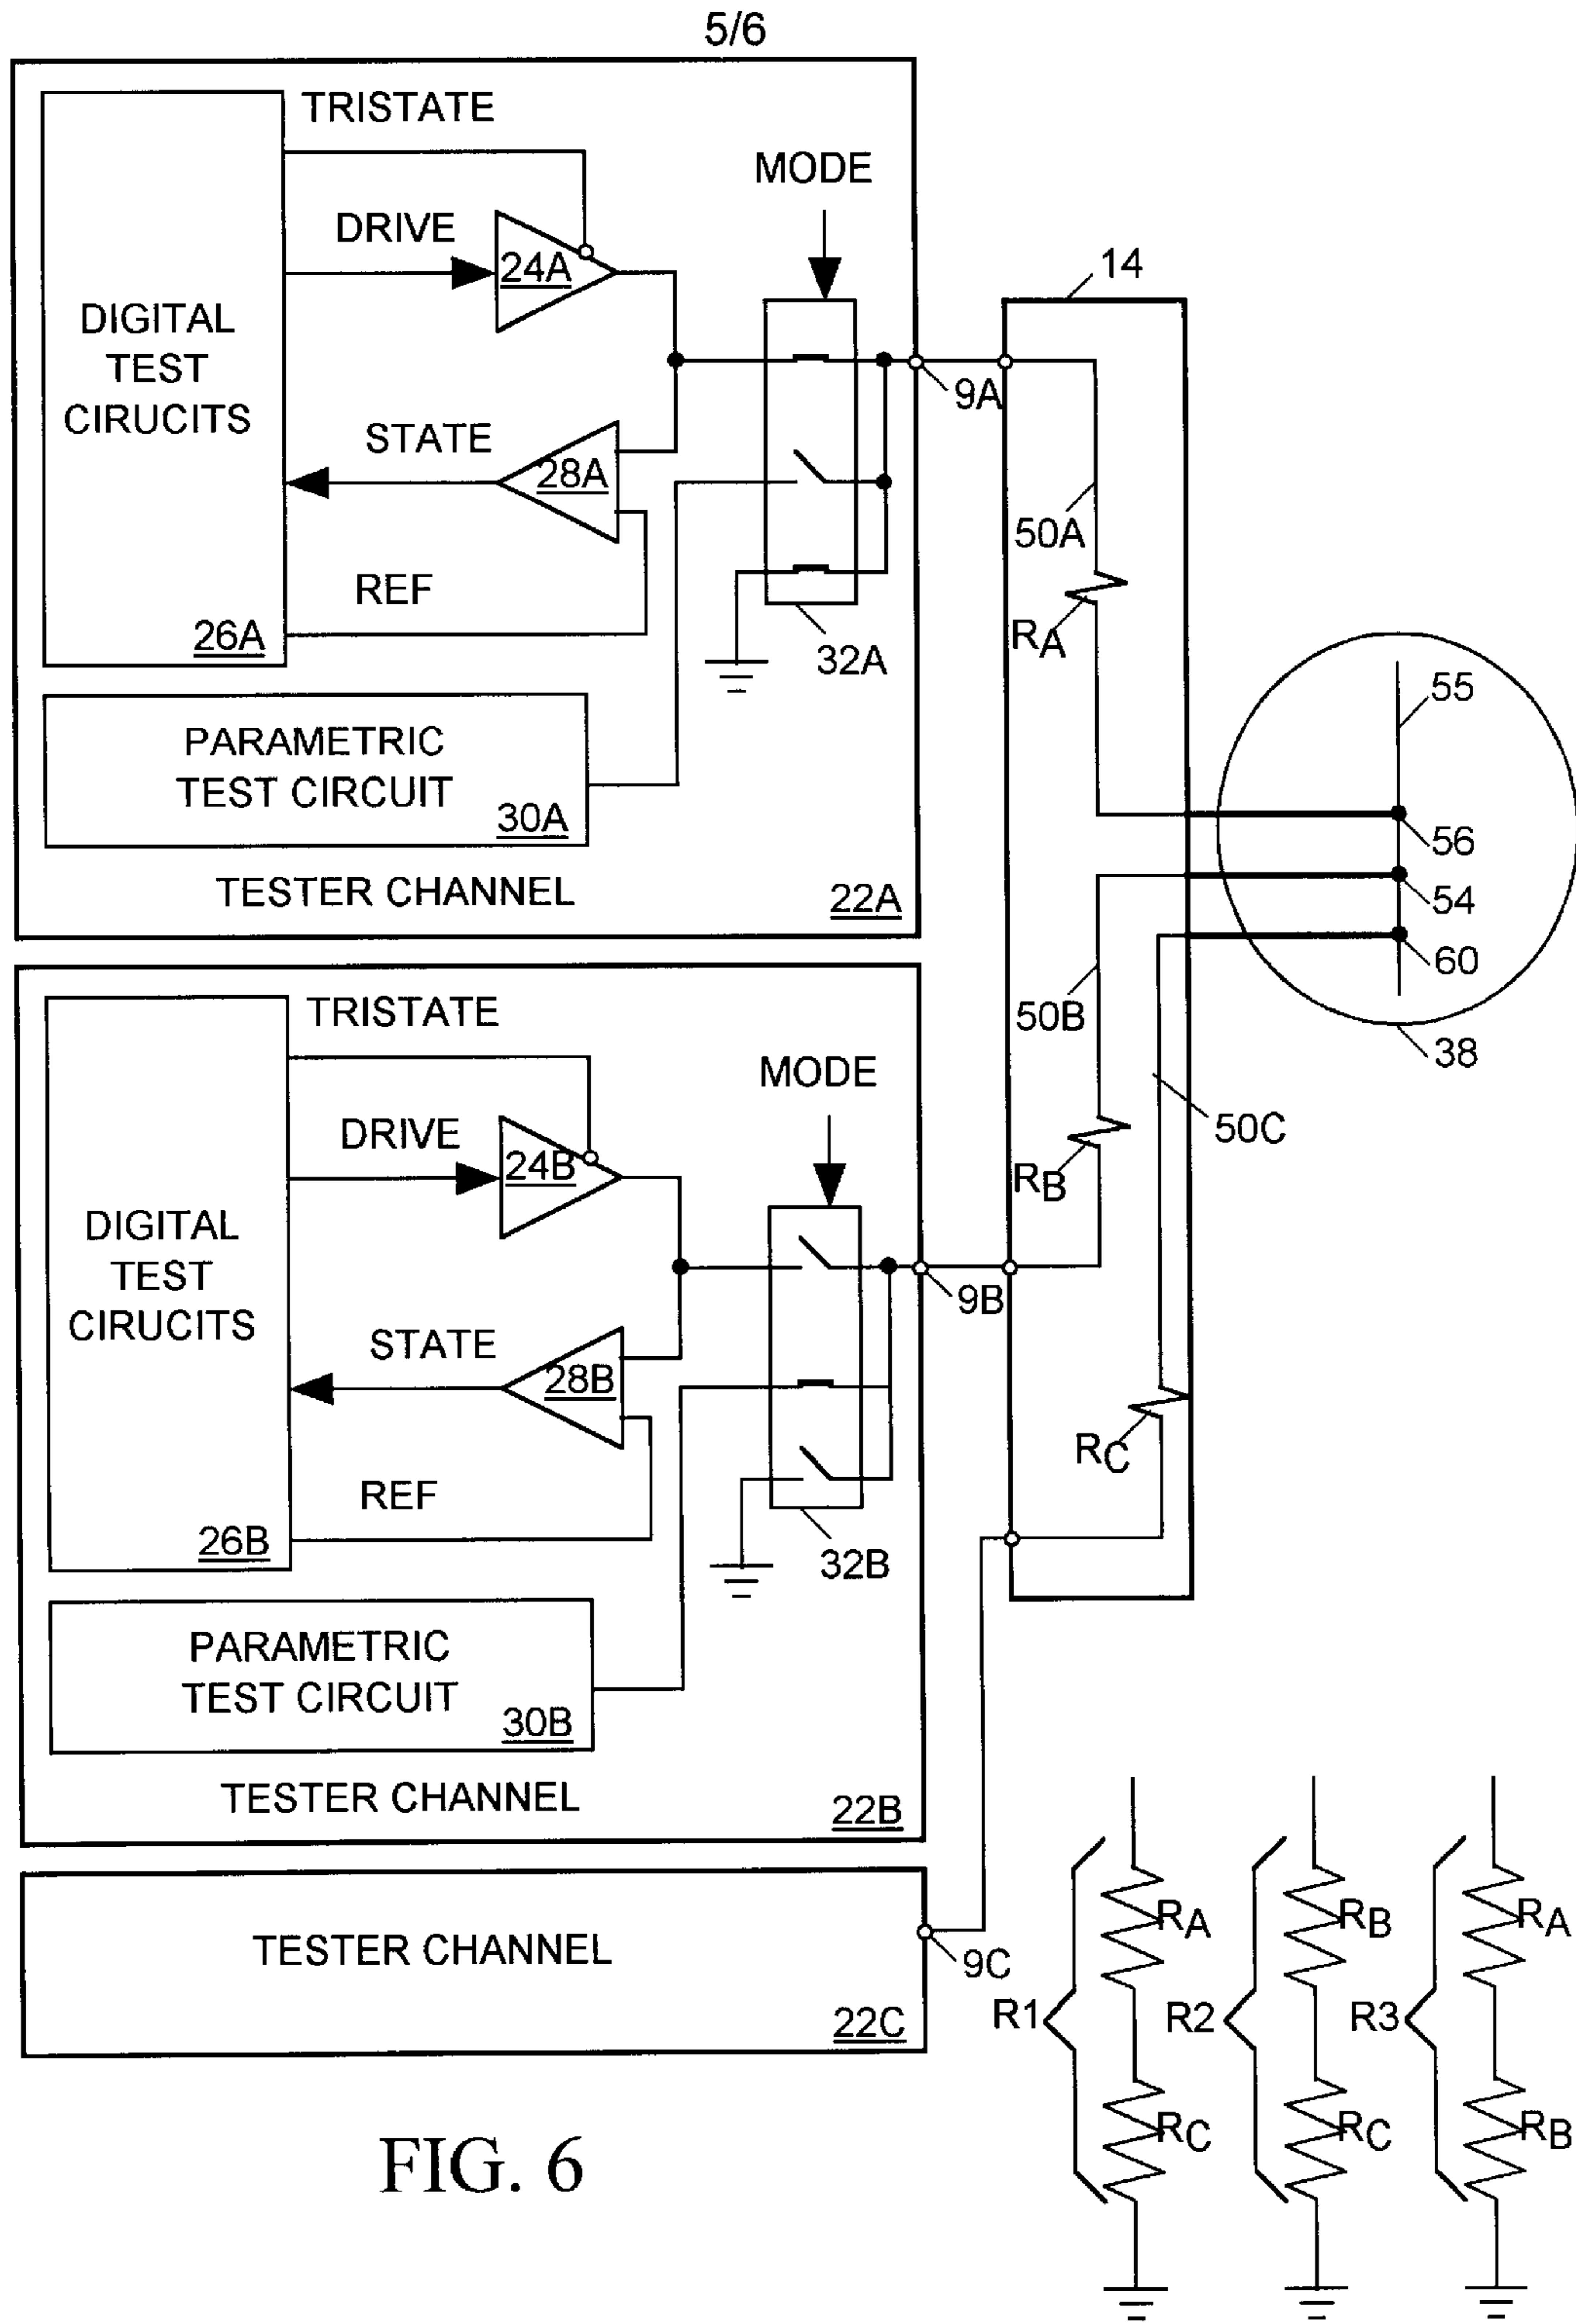 5/6
TRISTATE
MODE
DRIVE
24A
14
DIGITAL
TEST
CIRUCITS
9A
STATE
28A
50A
REF
26A
RA
32A
55
PARAMETRIC
TEST CIRCUIT
30A
56
TESTER CHANNEL
22A
54
60
TRISTATE
50B
38
MODE
DRIVE
24B
50C
RB
DIGITAL
TEST
CIRUCITS
9B
STATE
28B
RC
REF
26B
32B
PARAMETRIC
TEST CIRCUIT
30B
TESTER CHANNEL
22B
TESTER CHANNEL
9C
22C
RA
RB
RA
R1
R2
R3
RC
RC
RB
FIG. 6